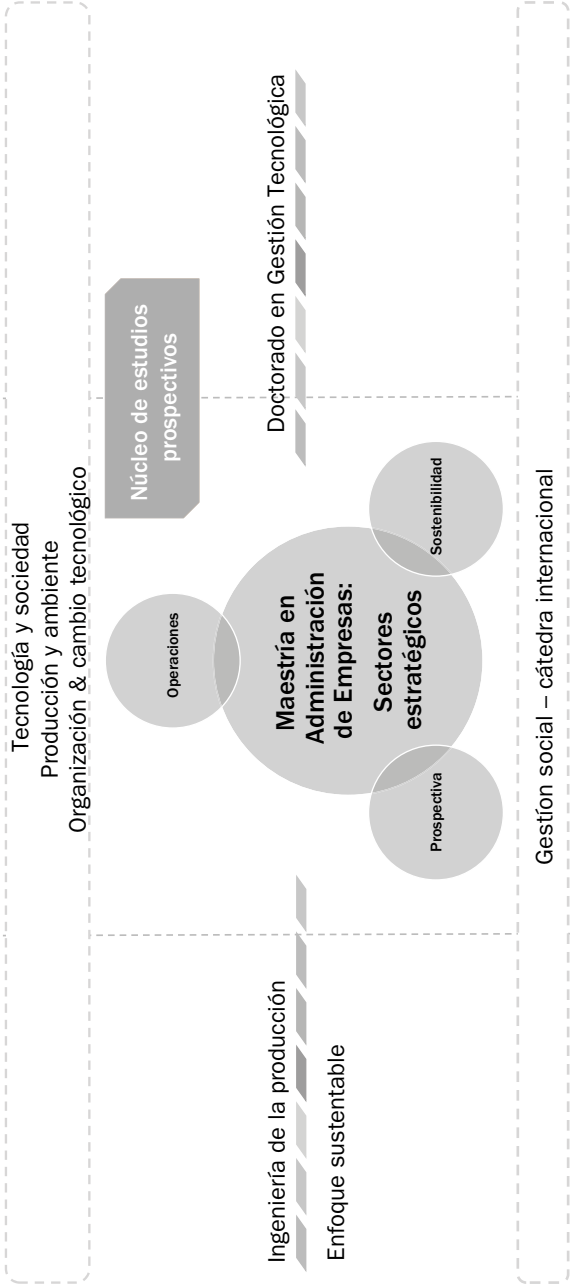 Tecnología y sociedad
Producción y ambiente
Organización & cambio tecnológico
Núcleo de estudios
prospectivos
Operaciones
Ingeniería de la producción
Enfoque sustentable
Doctorado en Gestión Tecnológica
Maestría en
Administración
de Empresas:
Sectores
estratégicos
Prospectiva
Sostenibilidad
Gestíon social – cátedra internacional